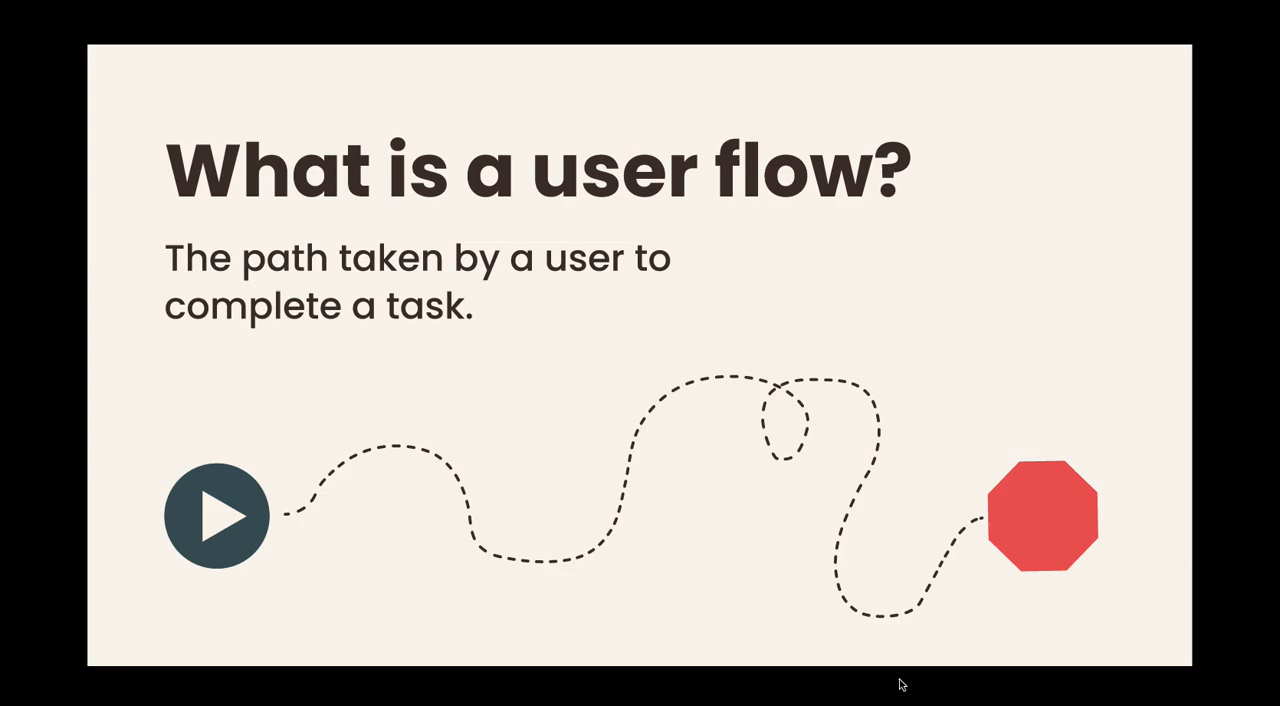 What is a user flow?
The path taken by a user to
complete a task.